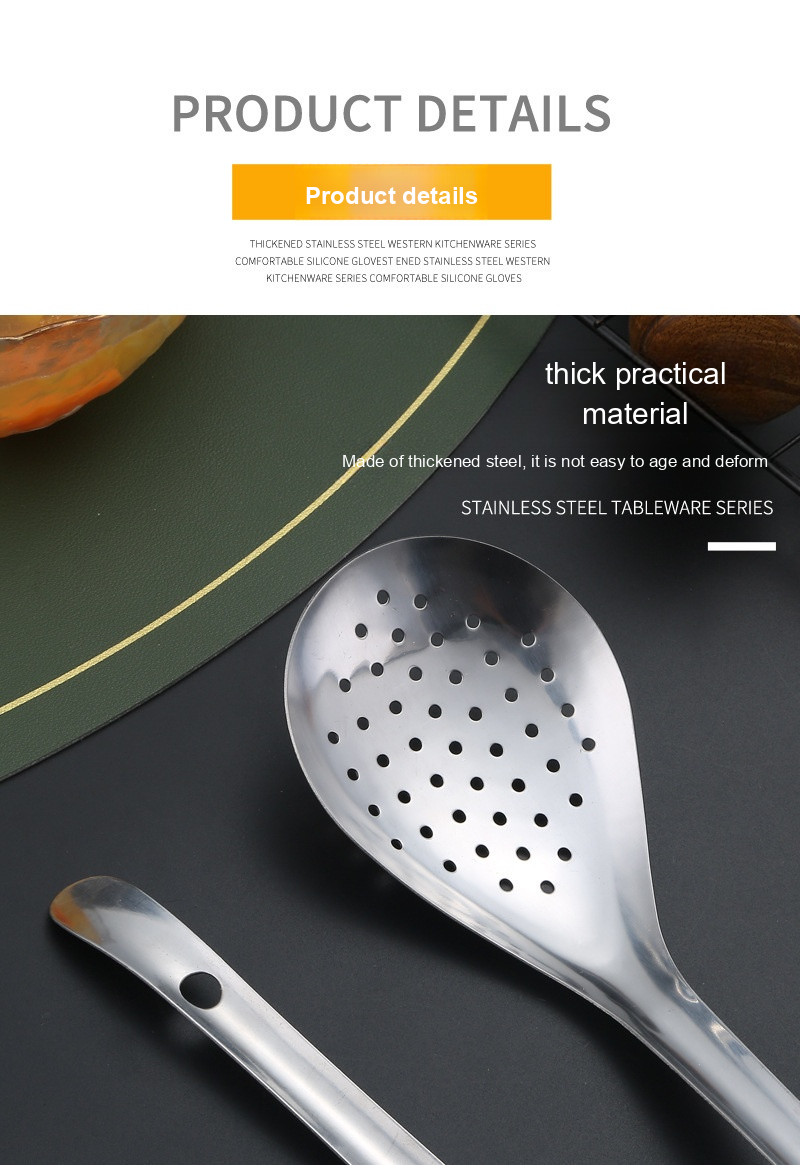 PRODUCT DETAILS
Product details
THICKENED STAINLESS STEEL WESTERN KITCHENWARE SERIES
COMFORTABLE SILICONE GLOVEST ENED STAINLESS STEEL WESTERN
KITCHENWARE SERIES COMFORTABLE SILICONE GLOVES
thick practical
material
Made of thickened steel, it is not easy to age and deform
STAINLESS STEEL TABLEWARE SERIES